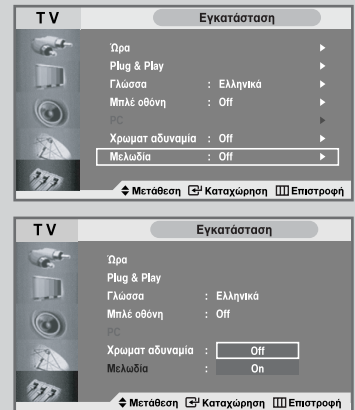 TV Εγκατάσταση
Ώρα
Plug & Play
Γλώσσα : Ελληνικά
Μπλέ οθόνη : Off
PC
Χρωματ αδυναμία : Off
Μελωδία : Off
Μετάθεση Καταχώρηση Επιστροφή
TV Εγκατάσταση
Ώρα
Plug & Play
Γλώσσα : Ελληνικά
Μπλέ οθόνη : Off
PC
Χρωματ αδυναμία : Off
Μελωδία : On
Μετάθεση Καταχώρηση Επιστροφή